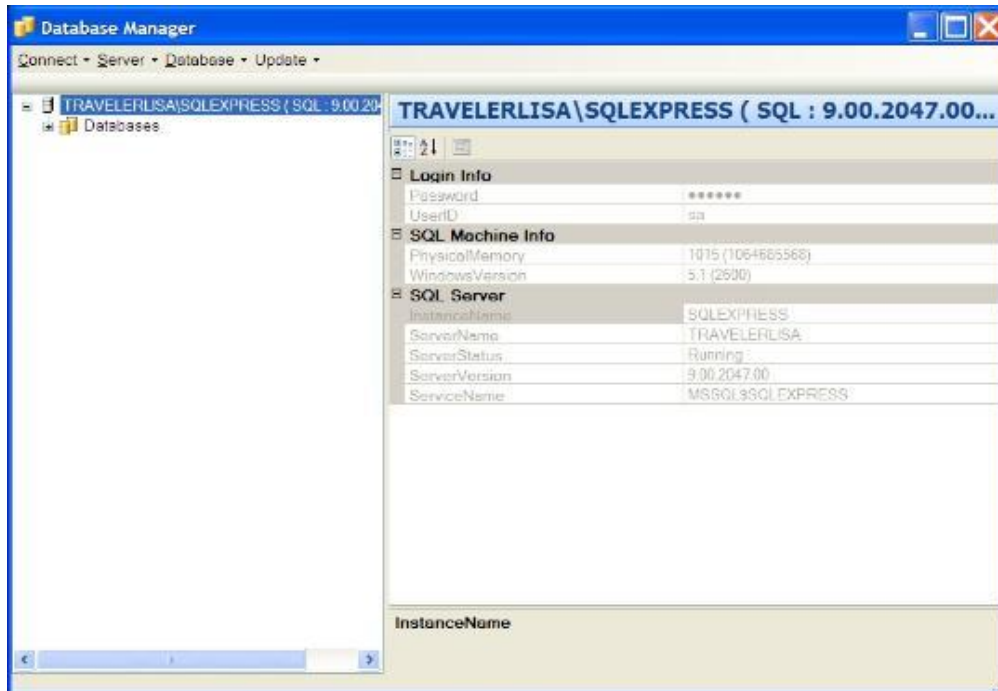 Database Manager
Connect Server Database Update
TRAVELERLISA\SQLEXPRESS ( SQL : 9.00.204
Databases
TRAVELERLISA\SQLEXPRESS ( SQL : 9.00.2047.00...
Login Info
Password ●●●●●●
UserID sa
SQL Machine Info
PhysicalMemory 1015 (1064685568)
WindowsVersion 5.1 (2600)
SQL Server
InstanceName SQLEXPRESS
ServerName TRAVELERLISA
ServerStatus Running
ServerVersion 9.00.2047.00
ServiceName MSSQL$SQLEXPRESS
InstanceName